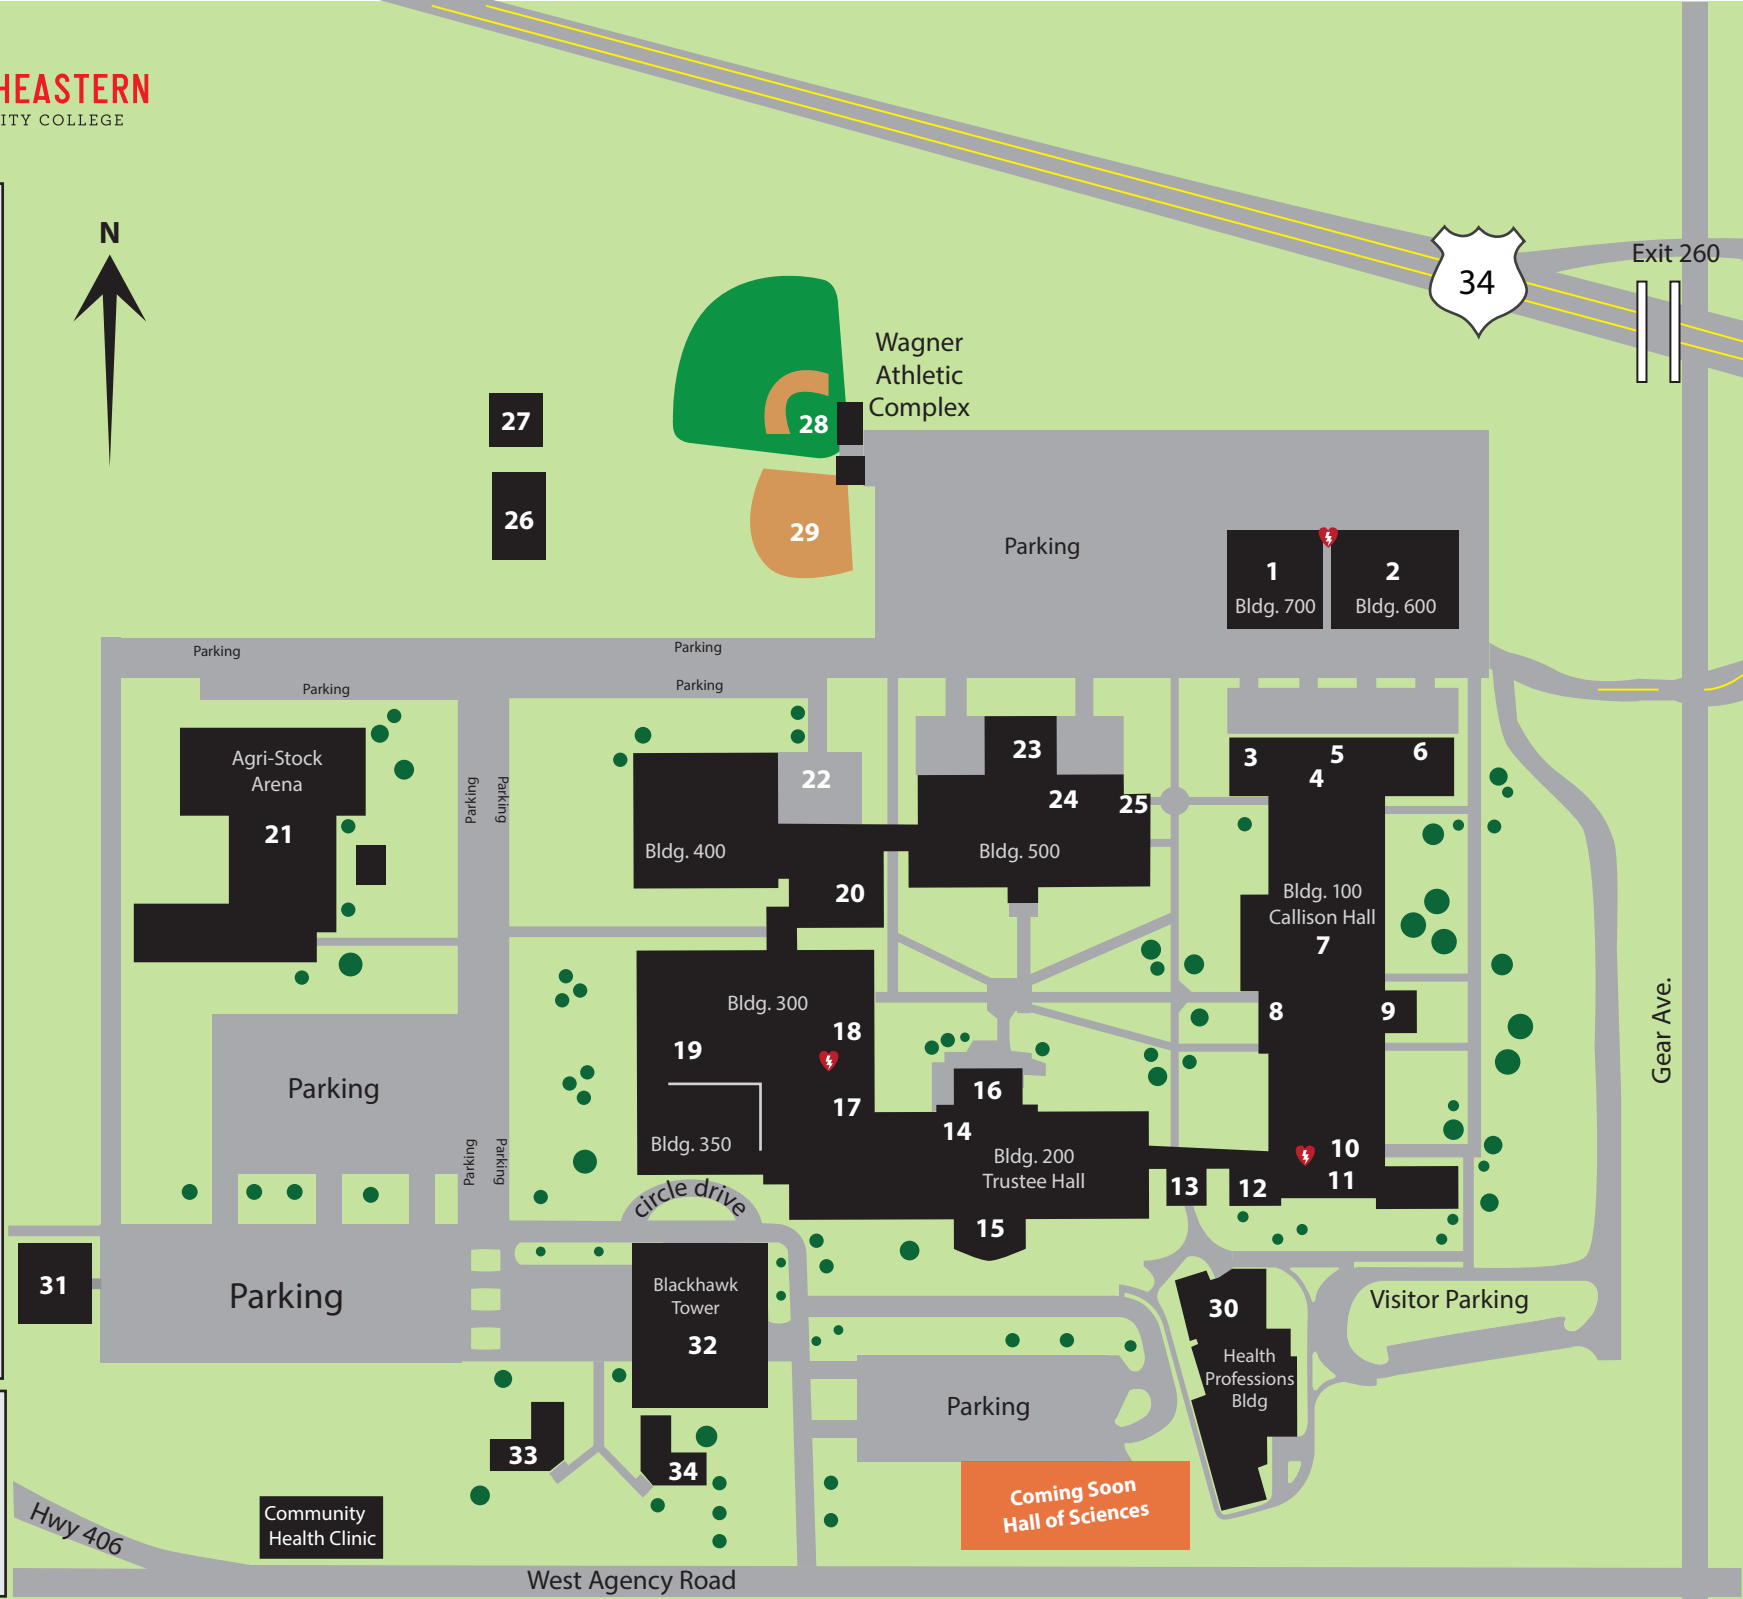 HEASTERN
ITY COLLEGE
N
34
Exit 260
Wagner
Athletic
Complex
27
28
26
29
Parking
1
2
Bldg. 700
Bldg. 600
Parking
Parking
Parking
Parking
Agri-Stock
Arena
21
Parking
Parking
22
Bldg. 400
20
23
24
25
Bldg. 500
3
4
5
6
Bldg. 100
Callison Hall
7
8
9
Gear Ave.
Bldg. 300
18
19
17
Bldg. 350
16
14
Bldg. 200
Trustee Hall
15
10
11
12
13
Parking
Parking
Parking
circle drive
31
Parking
Blackhawk
Tower
32
30
Health
Professions
Bldg
Visitor Parking
Parking
33
34
Coming Soon
Hall of Sciences
Community
Health Clinic
Hwy 406
West Agency Road